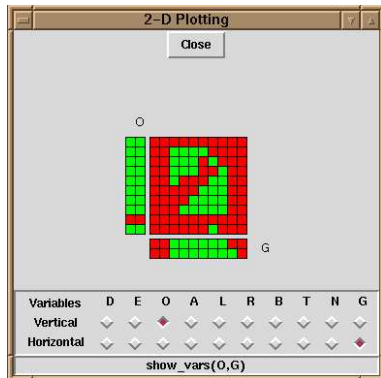 2-D Plotting
Close
O
G
Variables D E O A L R B T N G
Vertical
Horizontal
show_vars(O,G)